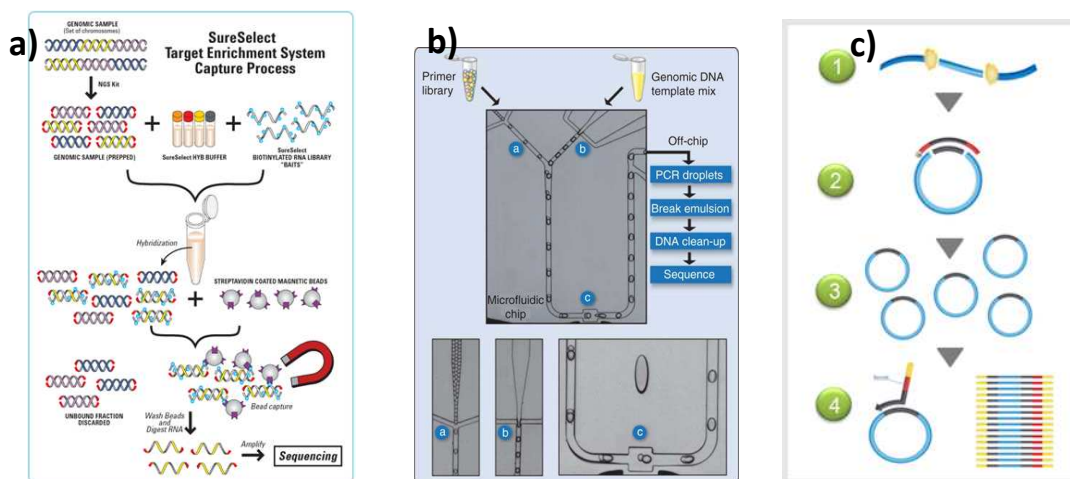 a)
GENOMIC SAMPLE
(Set of chromosomes)
SureSelect
Target Enrichment System
Capture Process
NGS Kit
GENOMIC SAMPLE (PREPPED)
SureSelect HYB BUFFER
SureSelect
BIOTINYLATED RNA LIBRARY
"BAITS"
Hybridization
STREPTAVIDIN COATED MAGNETIC BEADS
UNBOUND FRACTION
DISCARDED
Bead capture
Wash Beads
and
Digest RNA
Amplify
Sequencing
b)
Primer
library
Genomic DNA
template mix
a
b
Off-chip
PCR droplets
Break emulsion
DNA clean-up
Sequence
c
Microfluidic
chip
a
b
c
c)
1
2
3
4